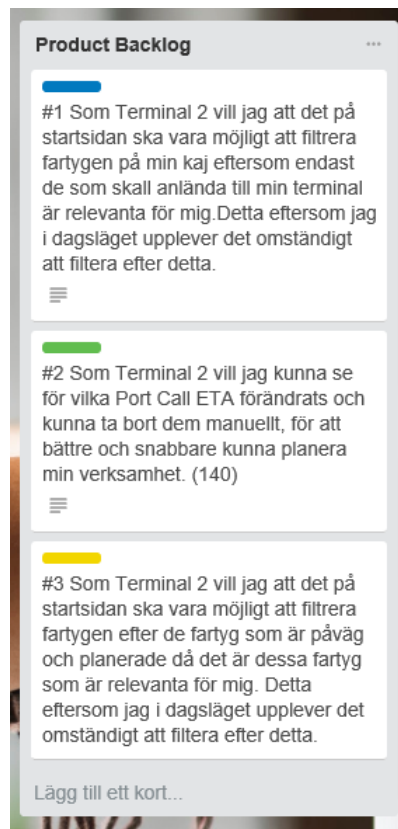 Product Backlog
#1 Som Terminal 2 vill jag att det på
startsidan ska vara möjligt att filtrera
fartygen på min kaj eftersom endast
de som skall anlända till min terminal
är relevanta för mig.Detta eftersom jag
i dagsläget upplever det omständigt
att filtera efter detta.
#2 Som Terminal 2 vill jag kunna se
för vilka Port Call ETA förändrats och
kunna ta bort dem manuellt, för att
bättre och snabbare kunna planera
min verksamhet. (140)
#3 Som Terminal 2 vill jag att det på
startsidan ska vara möjligt att filtrera
fartygen efter de fartyg som är påväg
och planerade då det är dessa fartyg
som är relevanta för mig. Detta
eftersom jag i dagsläget upplever det
omständigt att filtera efter detta.
Lägg till ett kort...